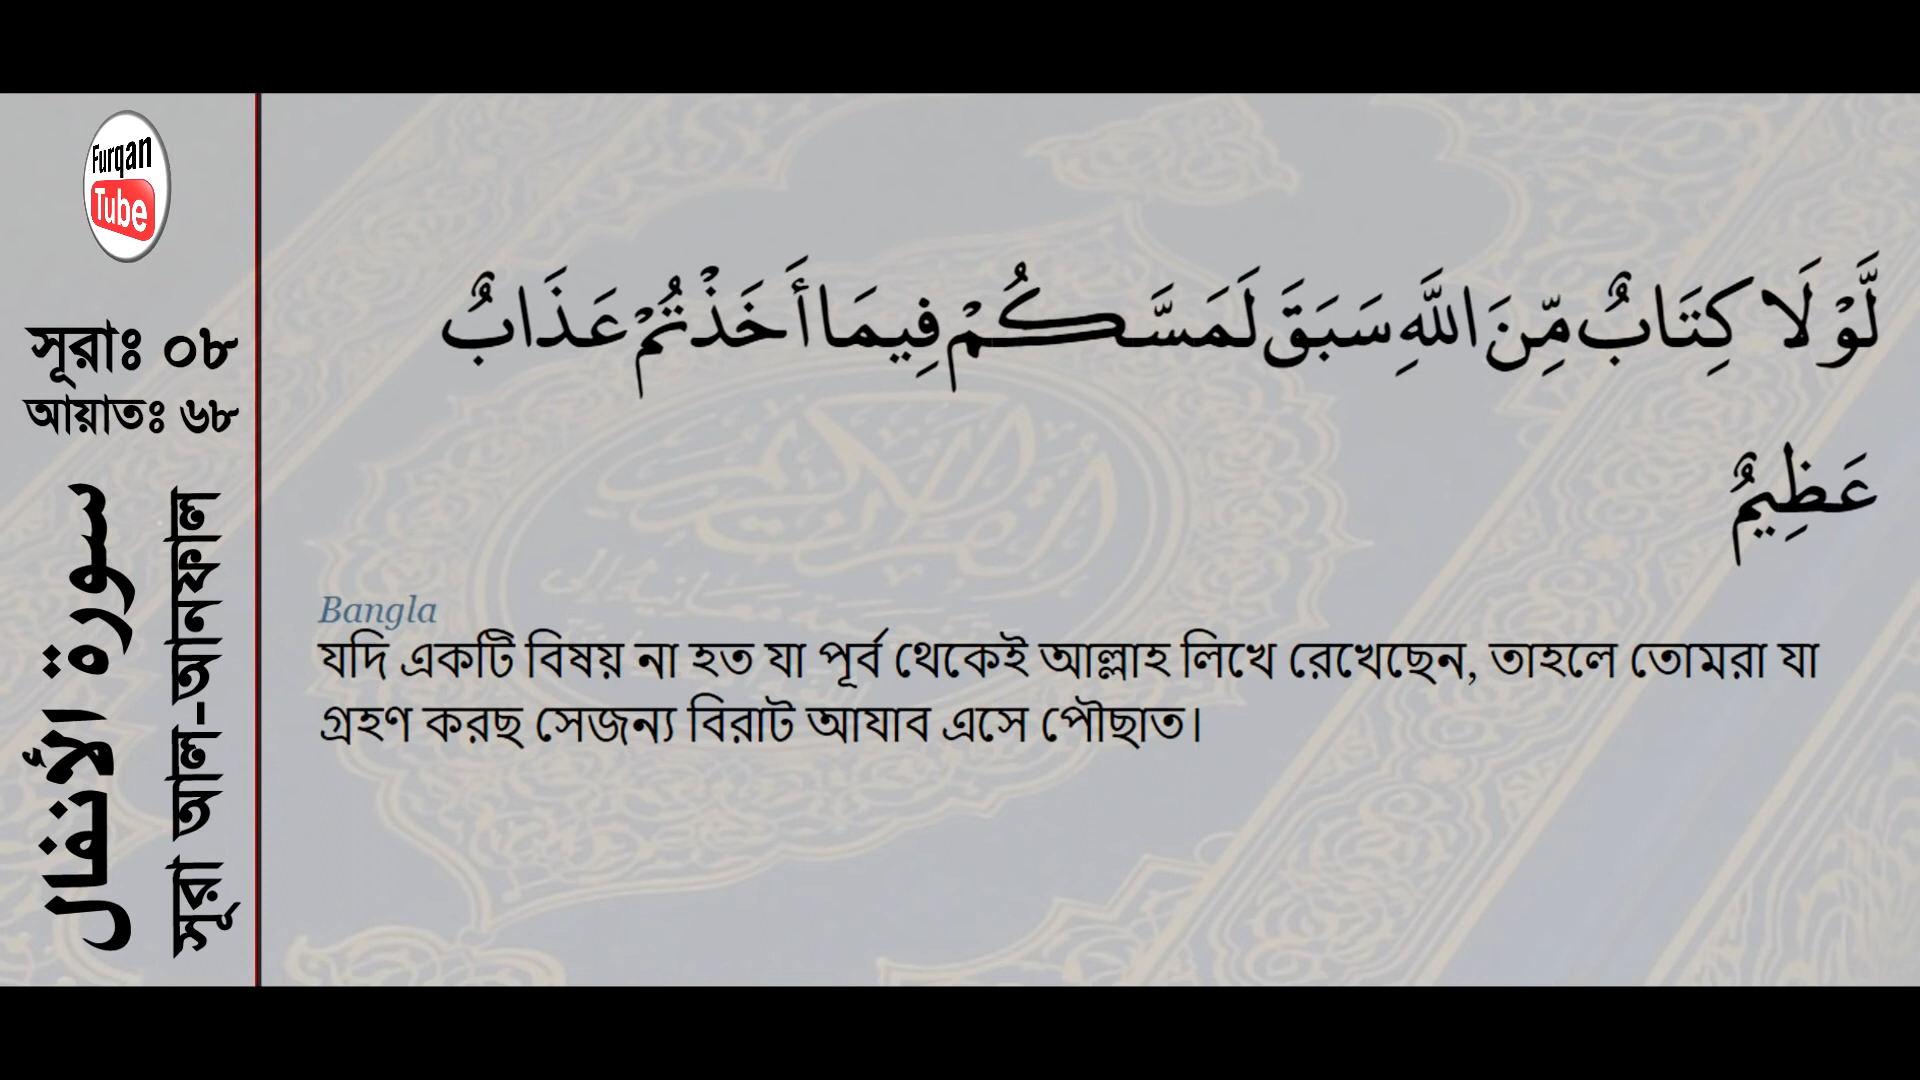 Furqan
Tube
সূরাঃ ০৮
আয়াতঃ ৬৮
سورة الأنفال
সূরা আল-আনফাল
لَّوْلَا كِتَابٌ مِّنَ اللَّهِ سَبَقَ لَمَسَّكُمْ فِيمَا أَخَذْتُمْ عَذَابٌ
عَظِيمٌ
Bangla
যদি একটি বিষয় না হত যা পূর্ব থেকেই আল্লাহ লিখে রেখেছেন, তাহলে তোমরা যা
গ্রহণ করছ সেজন্য বিরাট আযাব এসে পৌছাত।